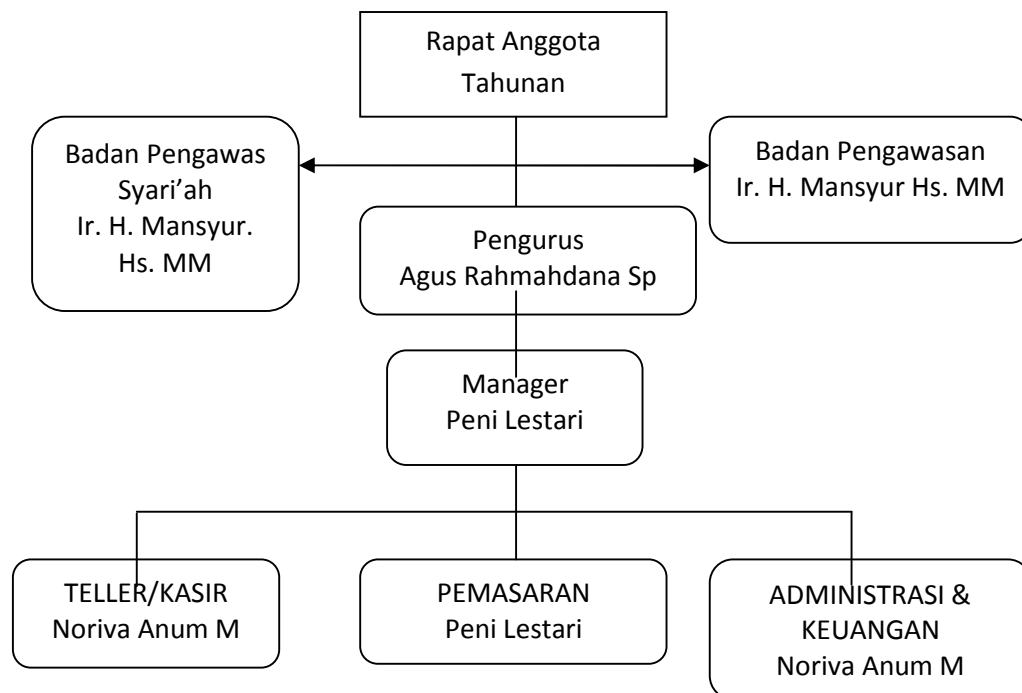 Rapat Anggota
Tahunan
Badan Pengawas
Syari’ah
Ir. H. Mansyur.
Hs. MM
Badan Pengawasan
Ir. H. Mansyur Hs. MM
Pengurus
Agus Rahmahdana Sp
Manager
Peni Lestari
TELLER/KASIR
Noriva Anum M
PEMASARAN
Peni Lestari
ADMINISTRASI &
KEUANGAN
Noriva Anum M